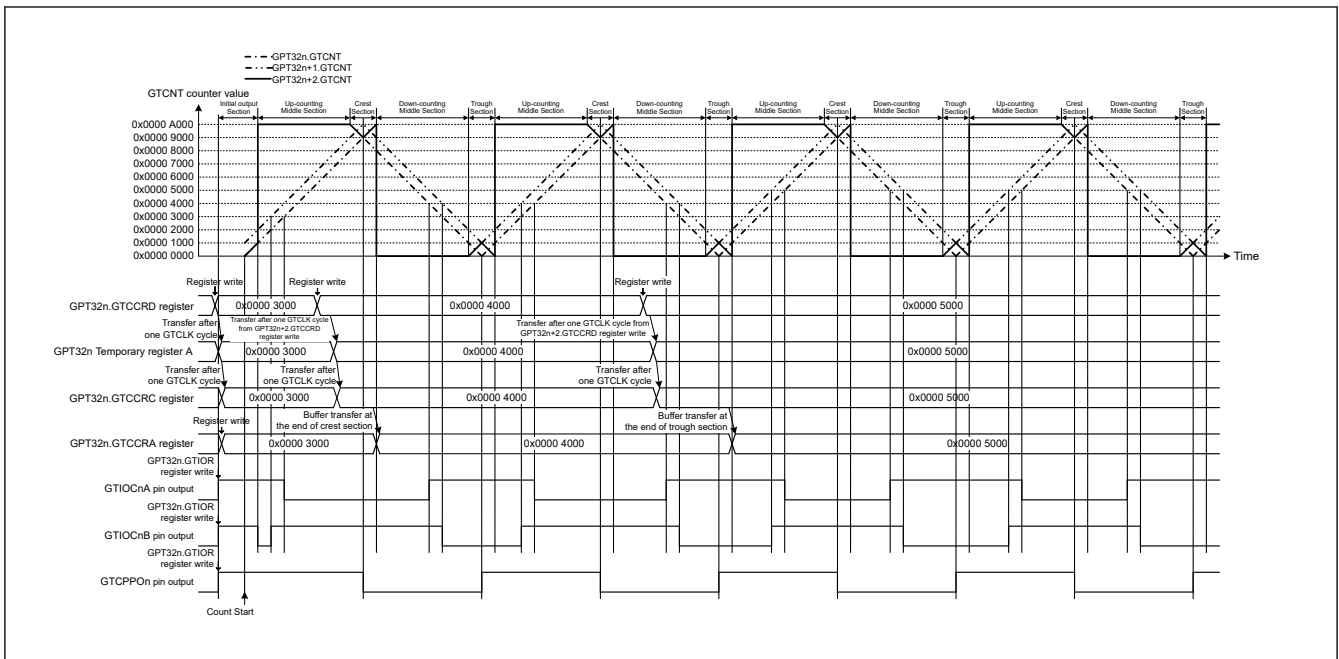 GPT32n.GTCNT
GPT32n+1.GTCNT
GPT32n+2.GTCNT
GTCNT counter value
Initial output
Section
Up-counting
Middle Section
Crest
Section
Down-counting
Middle Section
Trough
Section
Up-counting
Middle Section
Crest
Section
Down-counting
Middle Section
Trough
Section
Up-counting
Middle Section
Crest
Section
Down-counting
Middle Section
Trough
Section
Up-counting
Middle Section
Crest
Section
Down-counting
Middle Section
Trough
Section
0x0000 A000
0x0000 9000
0x0000 8000
0x0000 7000
0x0000 6000
0x0000 5000
0x0000 4000
0x0000 3000
0x0000 2000
0x0000 1000
0x0000 0000
Time
Register write
Register write
Register write
GPT32n.GTCCRD register
0x0000 3000
0x0000 4000
0x0000 5000
Transfer after
one GTCLK cycle
Transfer after one GTCLK cycle
from GPT32n+2.GTCCRD
register write
Transfer after one GTCLK cycle from
GPT32n+2.GTCCRD register write
GPT32n Temporary register A
0x0000 3000
0x0000 4000
0x0000 5000
Transfer after
one GTCLK cycle
Transfer after
one GTCLK cycle
Transfer after
one GTCLK cycle
GPT32n.GTCCRC register
0x0000 3000
0x0000 4000
0x0000 5000
Register write
Buffer transfer at
the end of crest section
Buffer transfer at
the end of trough section
GPT32n.GTCCRA register
0x0000 3000
0x0000 4000
0x0000 5000
GPT32n.GTIOR
register write
GTIOCnA pin output
GPT32n.GTIOR
register write
GTIOCnB pin output
GPT32n.GTIOR
register write
GTCPPOn pin output
Count Start